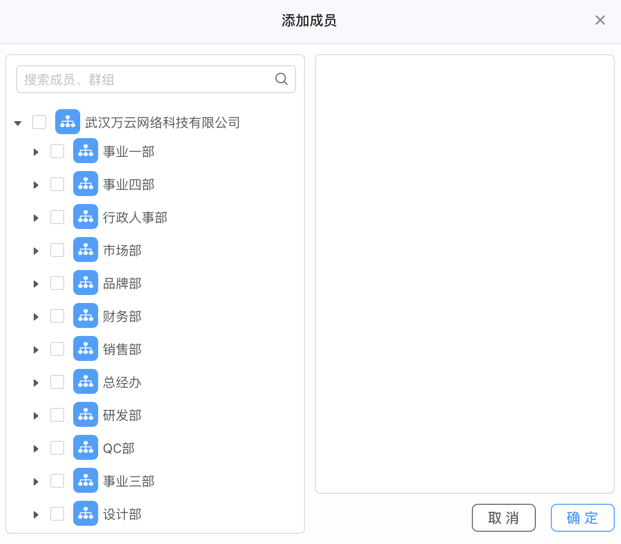 添加成员
搜索成员、群组
武汉万云网络科技有限公司
事业一部
事业四部
行政人事部
市场部
品牌部
财务部
销售部
总经办
研发部
QC部
事业三部
设计部
取消
确定